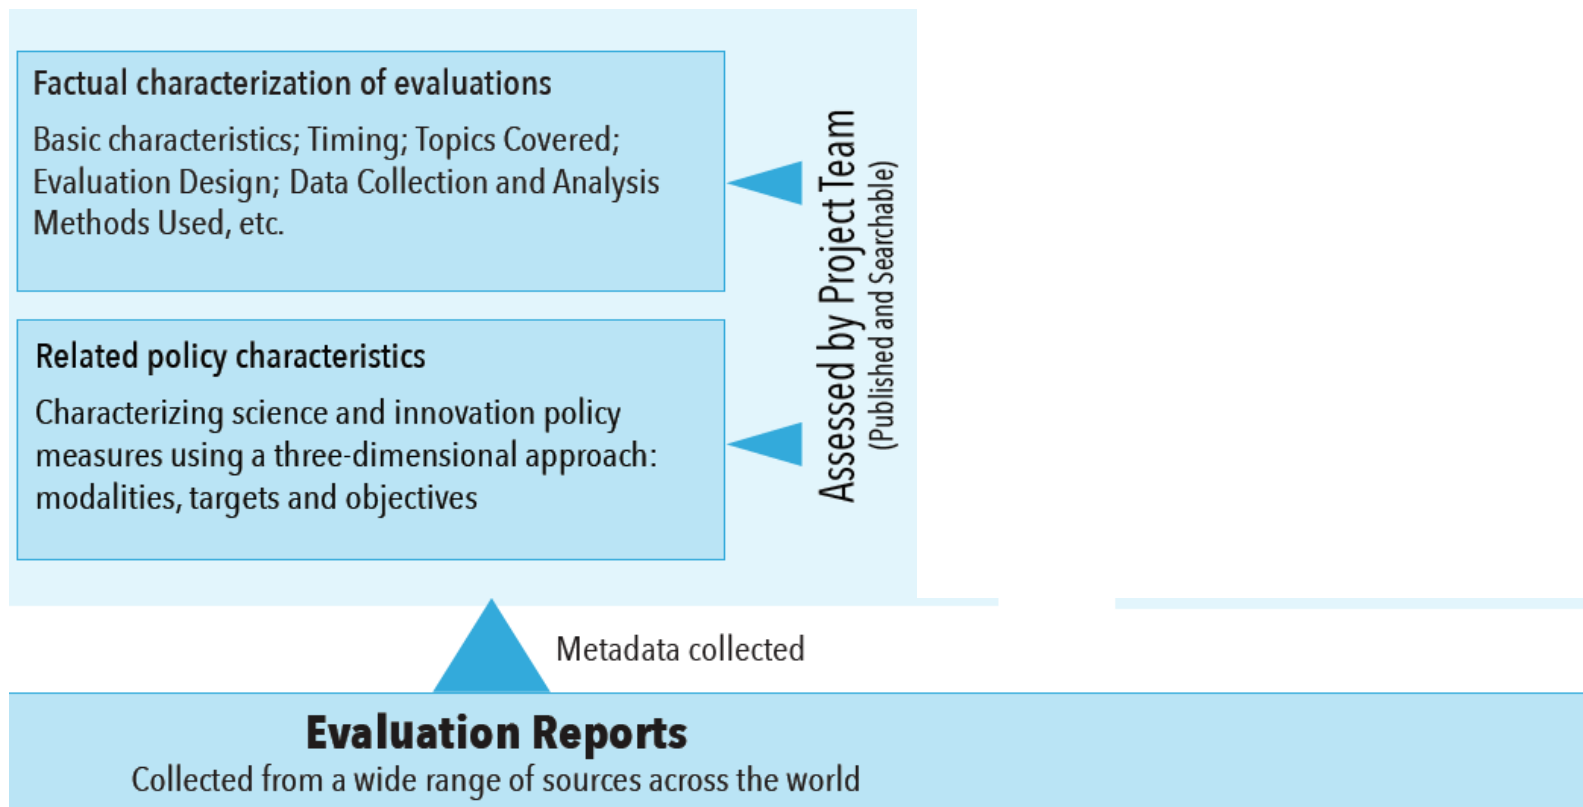 Factual characterization of evaluations
Basic characteristics; Timing; Topics Covered;
Evaluation Design; Data Collection and Analysis
Methods Used, etc.
Related policy characteristics
Characterizing science and innovation policy
measures using a three-dimensional approach:
modalities, targets and objectives
Assessed by Project Team
(Published and Searchable)
Metadata collected
Evaluation Reports
Collected from a wide range of sources across the world